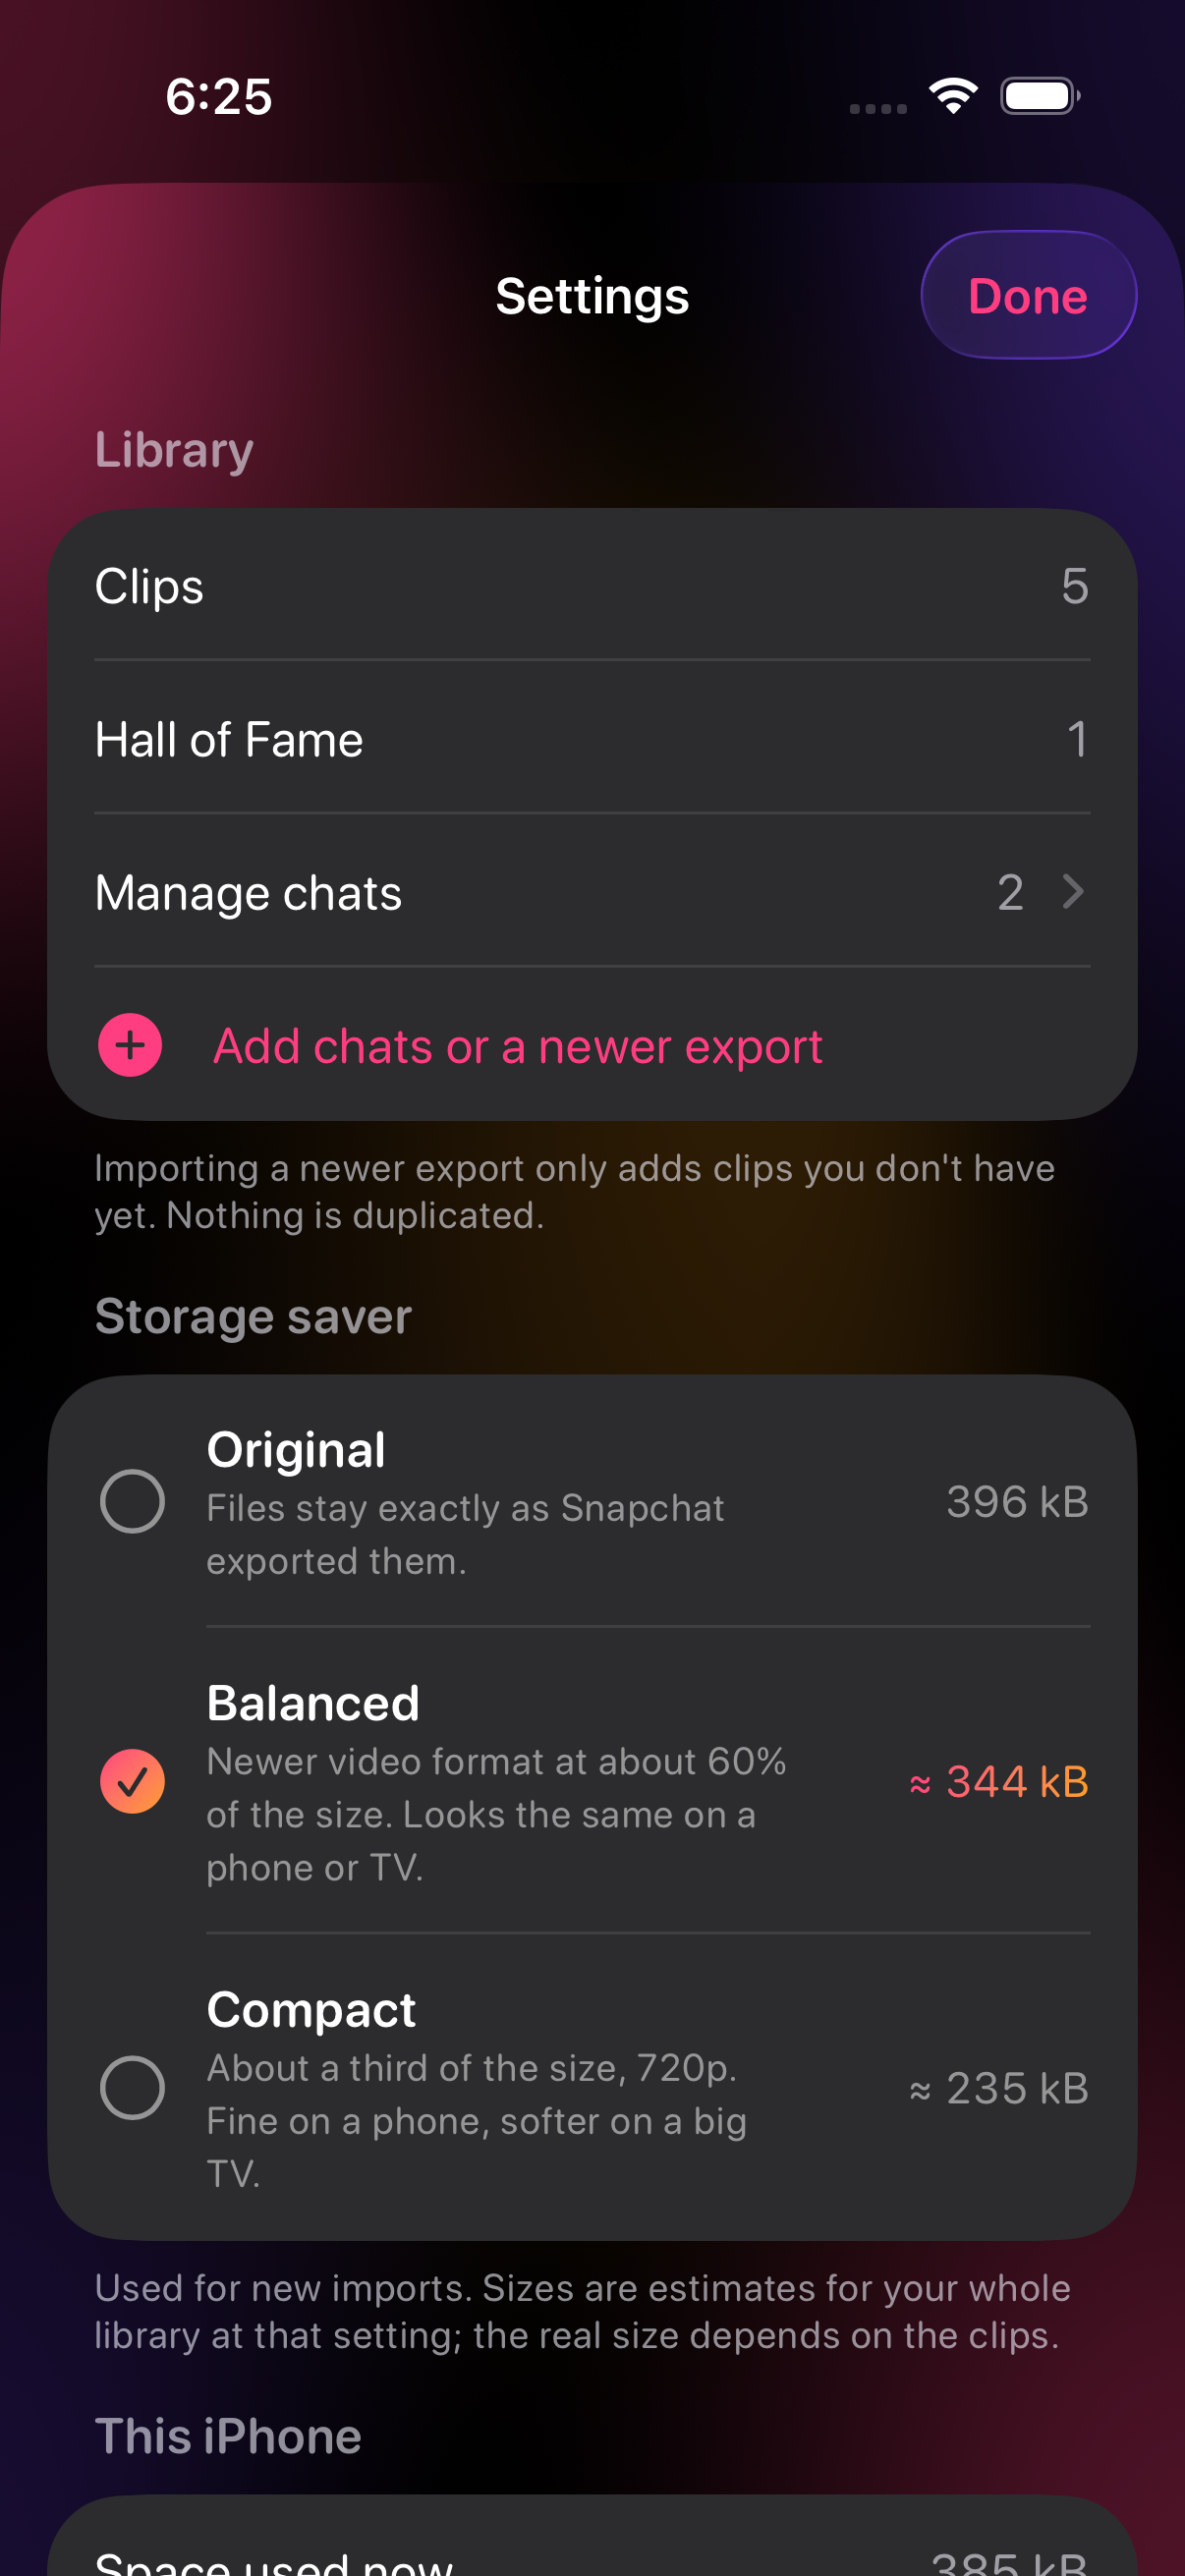 6:25
Settings
Done
Library
Clips
5
Hall of Fame
1
Manage chats
2
Add chats or a newer export
Importing a newer export only adds clips you don't have
yet. Nothing is duplicated.
Storage saver
Original
Files stay exactly as Snapchat
exported them.
396 kB
Balanced
Newer video format at about 60%
of the size. Looks the same on a
phone or TV.
≈ 344 kB
Compact
About a third of the size, 720p.
Fine on a phone, softer on a big
TV.
≈ 235 kB
Used for new imports. Sizes are estimates for your whole
library at that setting; the real size depends on the clips.
This iPhone
Space used now
385 kB